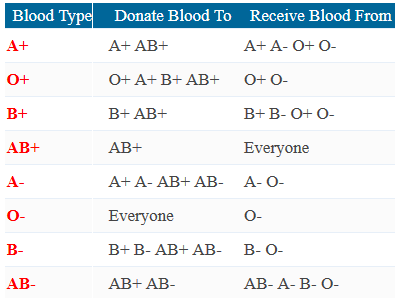 Blood Type Donate Blood To Receive Blood From
A+ A+ AB+ A+ A- O+ O-
O+ O+ A+ B+ AB+ O+ O-
B+ B+ AB+ B+ B- O+ O-
AB+ AB+ Everyone
A- A+ A- AB+ AB- A- O-
O- Everyone O-
B- B+ B- AB+ AB- B- O-
AB- AB+ AB- AB- A- B- O-